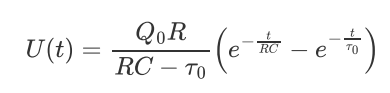 U(t) = \frac{Q_0 R}{RC - \tau_0} \left( e^{-\frac{t}{RC}} - e^{-\frac{t}{\tau_0}} \right)